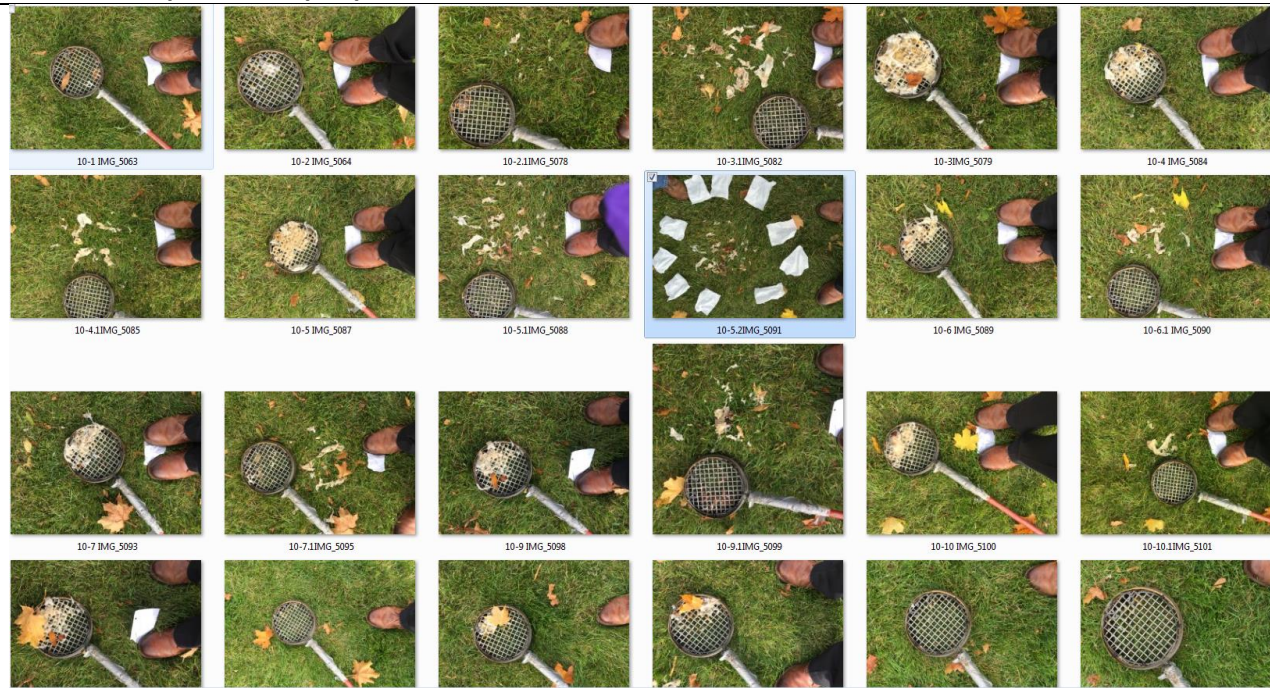 10-1 IMG_5063
10-2 IMG_5064
10-2.1IMG_5078
10-3.1IMG_5082
10-3IMG_5079
10-4 IMG_5084
10-4.1IMG_5085
10-5 IMG_5087
10-5.1IMG_5088
10-5.2IMG_5091
10-6 IMG_5089
10-6.1 IMG_5090
10-7 IMG_5093
10-7.1IMG_5095
10-9 IMG_5098
10-9.1IMG_5099
10-10 IMG_5100
10-10.1IMG_5101